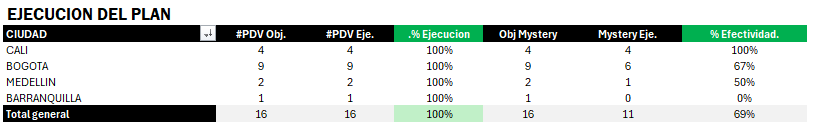 EJECUCION DEL PLAN
CIUDAD #PDV Obj. #PDV Eje. .% Ejecucion Obj Mystery Mystery Eje. % Efectividad.
CALI 4 4 100% 4 4 100%
BOGOTA 9 9 100% 9 6 67%
MEDELLIN 2 2 100% 2 1 50%
BARRANQUILLA 1 1 100% 1 0 0%
Total general 16 16 100% 16 11 69%